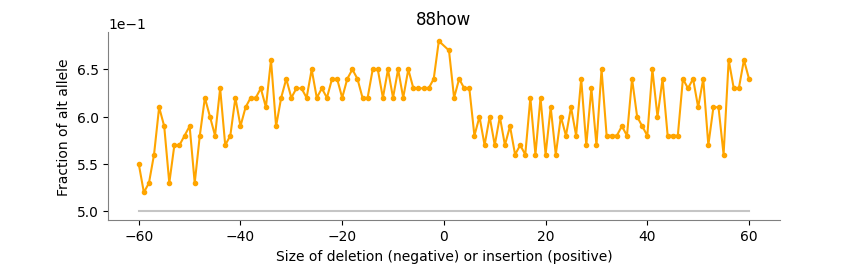 88how
1e−1
Fraction of alt allele
6.5
6.0
5.5
5.0
−60 −40 −20 0 20 40 60
Size of deletion (negative) or insertion (positive)